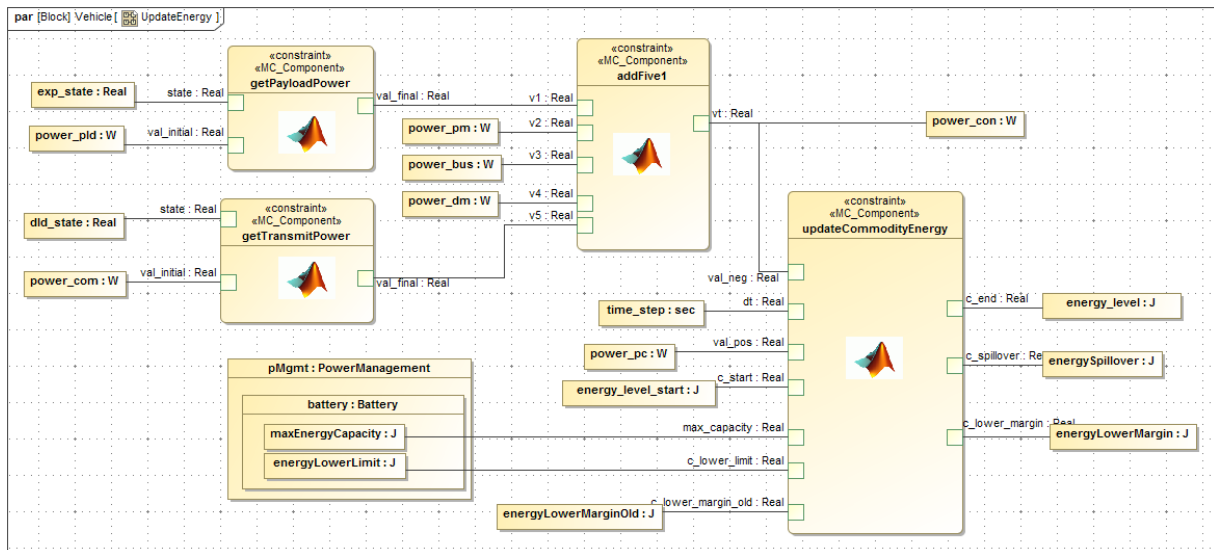 par [Block] Vehicle [ UpdateEnergy ]
«constraint»
«MC_Component»
getPayloadPower
exp_state : Real
state : Real
power_pld : W
val_initial : Real
val_final : Real
«constraint»
«MC_Component»
addFive1
v1 : Real
power_pm : W
v2 : Real
power_bus : W
v3 : Real
power_dm : W
v4 : Real
v5 : Real
vt : Real
power_con : W
«constraint»
«MC_Component»
getTransmitPower
dld_state : Real
state : Real
power_com : W
val_initial : Real
val_final : Real
«constraint»
«MC_Component»
updateCommodityEnergy
val_neg : Real
time_step : sec
dt : Real
power_pc : W
val_pos : Real
energy_level_start : J
c_start : Real
max_capacity : Real
c_lower_limit : Real
c_lower_margin_old : Real
energyLowerMarginOld : J
c_end : Real
energy_level : J
c_spillover : Re
energySpillover : J
c_lower_margin : Real
energyLowerMargin : J
pMgmt : PowerManagement
battery : Battery
maxEnergyCapacity : J
energyLowerLimit : J